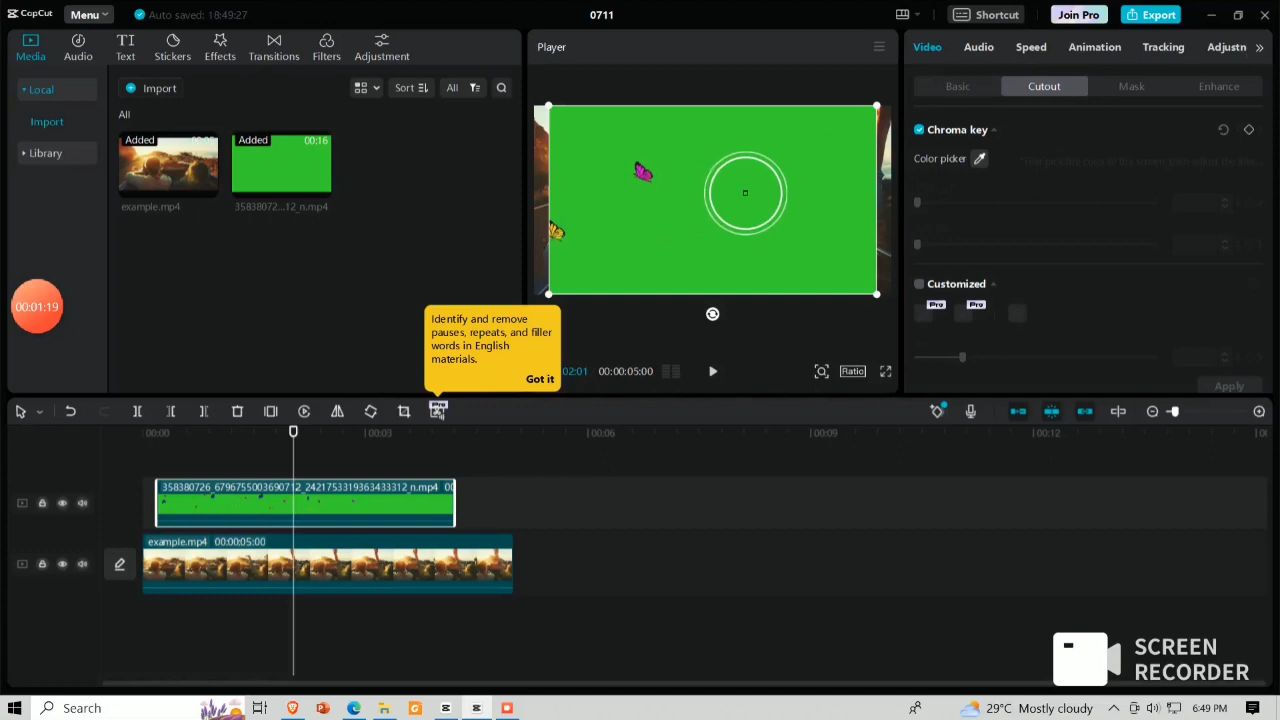 CapCut
Menu
Auto saved: 18:49:27
0711
Shortcut
Join Pro
Export
Media
Audio
Text
Stickers
Effects
Transitions
Filters
Adjustment
Player
Video
Audio
Speed
Animation
Tracking
Adjustn
Local
Import
Sort
All
Basic
Cutout
Mask
Enhance
Import
All
Library
Added
Added
00:16
example.mp4
35838072...12_n.mp4
Chroma key
Color picker
Customized
Pro
Pro
Apply
00:01:19
Identify and remove
pauses, repeats, and filler
words in English
materials.
Got it
02:01
00:00:05:00
Ratio
Pro
00:00
00:03
00:06
00:09
00:12
358380726_6796755003690712_2421753319363433312_n.mp4
example.mp4
00:00:05:00
SCREEN
RECORDER
Search
29°C Mostly cloudy
6:49 PM